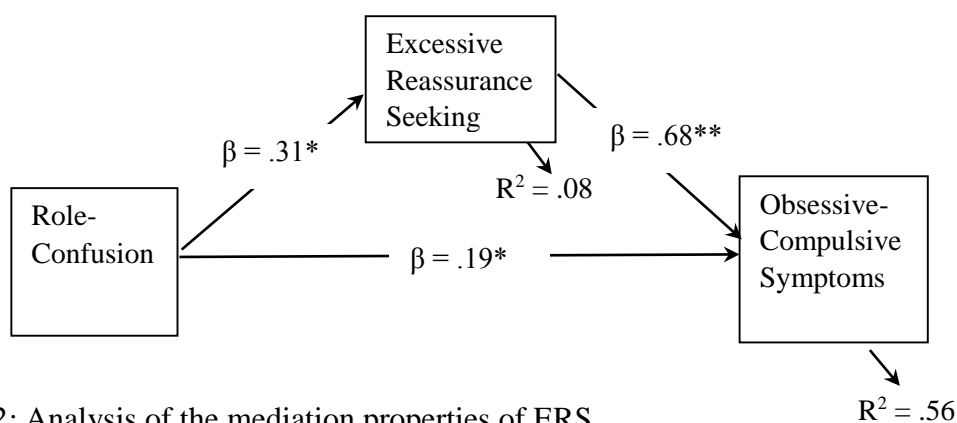 Excessive
Reassurance
Seeking
β = .31*
β = .68**
R² = .08
Role-
Confusion
Obsessive-
Compulsive
Symptoms
β = .19*
R² = .56
2: Analysis of the mediation properties of ERS